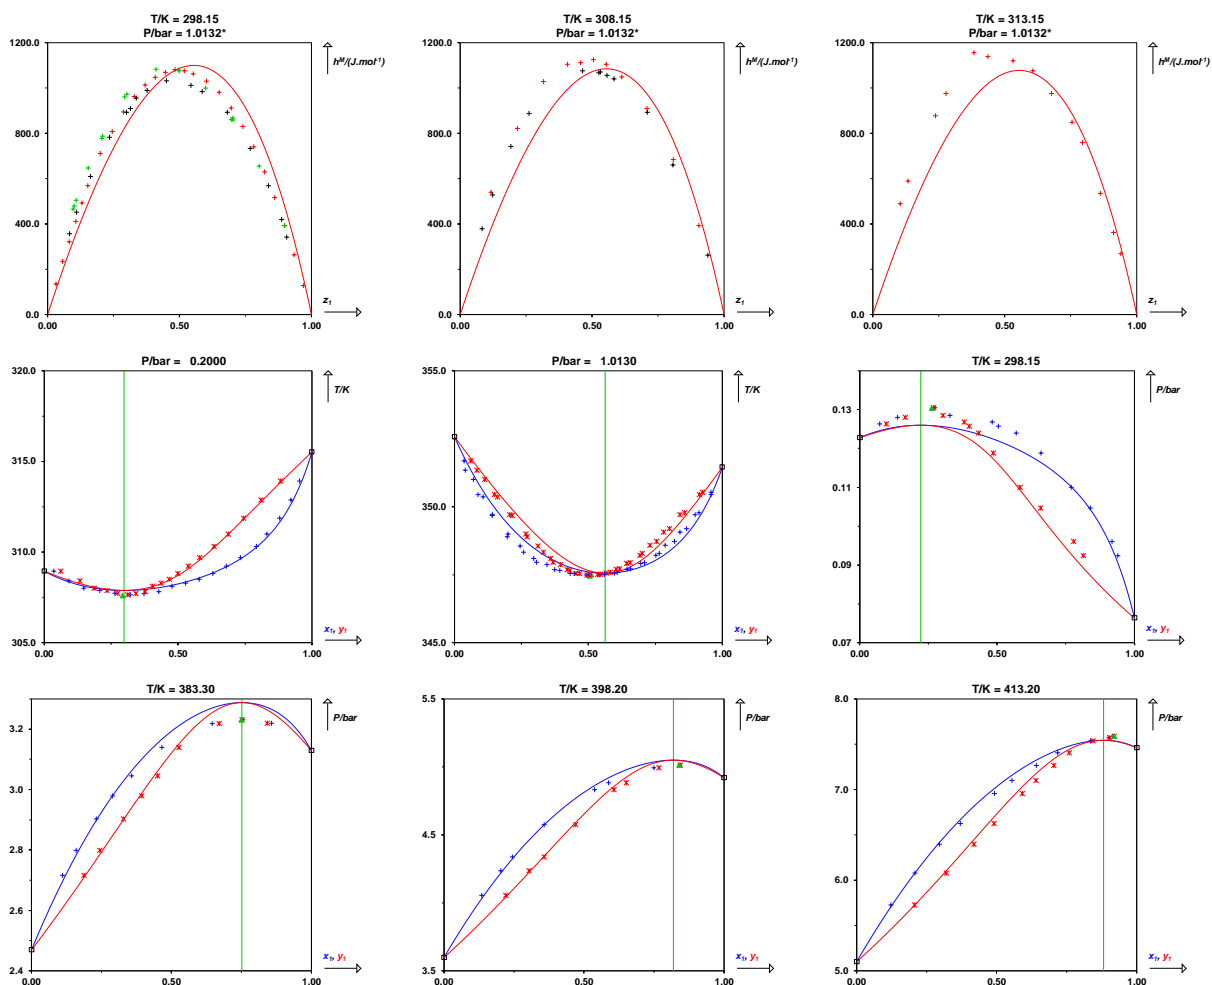 T/K = 298.15
P/bar = 1.0132*
1200.0
800.0
400.0
0.0
0.00
0.50
1.00
hᴹ/(J.mol⁻¹)
z₁
T/K = 308.15
P/bar = 1.0132*
1200.0
800.0
400.0
0.0
0.00
0.50
1.00
hᴹ/(J.mol⁻¹)
z₁
T/K = 313.15
P/bar = 1.0132*
1200.0
800.0
400.0
0.0
0.00
0.50
1.00
hᴹ/(J.mol⁻¹)
z₁
P/bar = 0.2000
320.0
315.0
310.0
305.0
0.00
0.50
1.00
T/K
x₁, y₁
P/bar = 1.0130
355.0
350.0
345.0
0.00
0.50
1.00
T/K
x₁, y₁
T/K = 298.15
0.13
0.11
0.09
0.07
0.00
0.50
1.00
P/bar
x₁, y₁
T/K = 383.30
3.2
3.0
2.8
2.6
2.4
0.00
0.50
1.00
P/bar
x₁, y₁
T/K = 398.20
5.5
4.5
3.5
0.00
0.50
1.00
P/bar
x₁, y₁
T/K = 413.20
8.0
7.0
6.0
5.0
0.00
0.50
1.00
P/bar
x₁, y₁